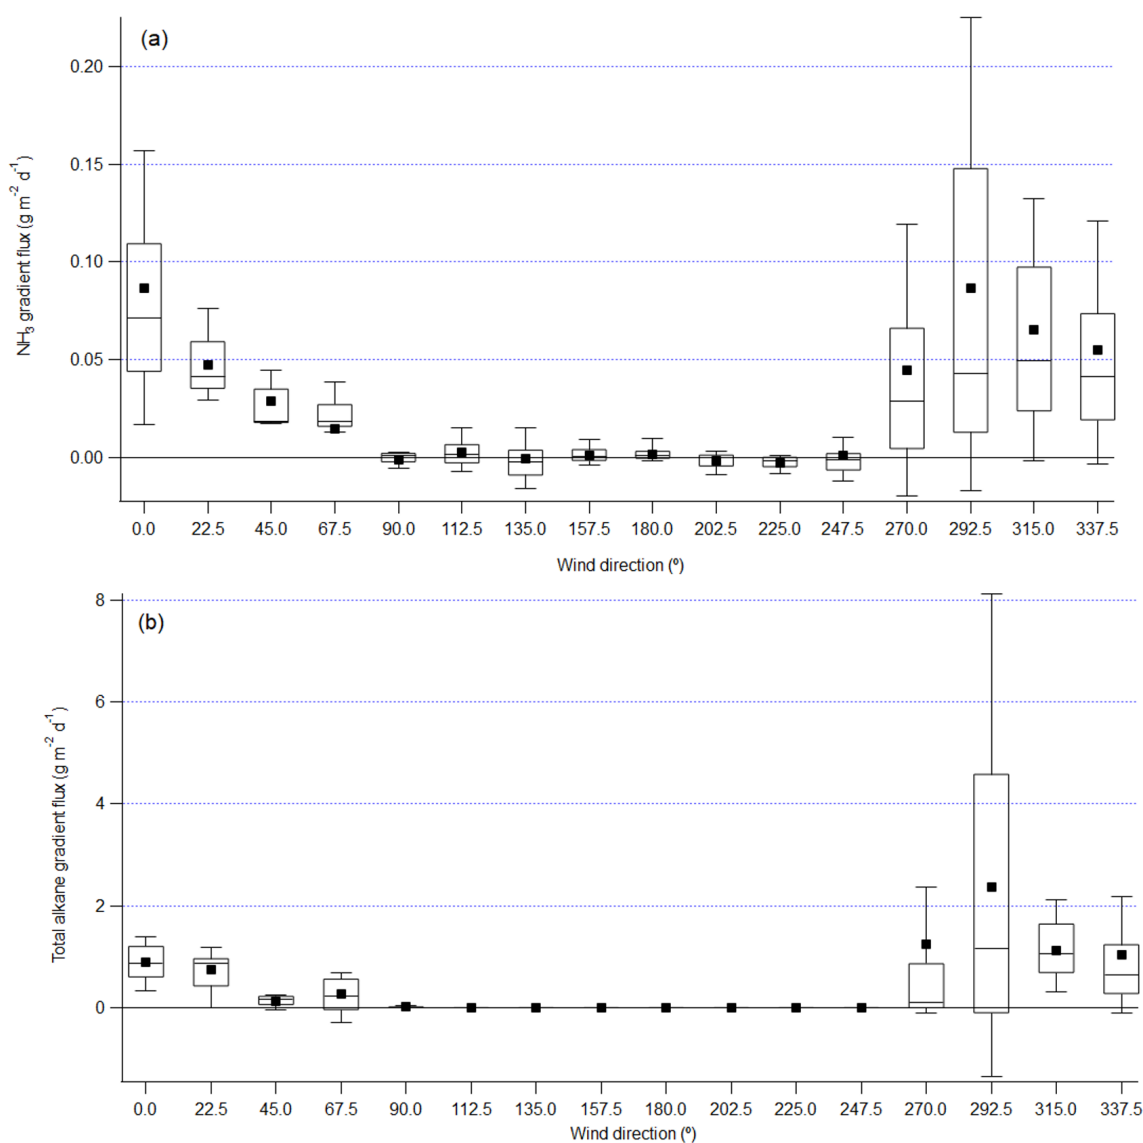 (a)
0.20
0.15
0.10
0.05
0.00
NH3 gradient flux (g m-2 d-1)
0.0 22.5 45.0 67.5 90.0 112.5 135.0 157.5 180.0 202.5 225.0 247.5 270.0 292.5 315.0 337.5
Wind direction (º)
(b)
8
6
4
2
0
Total alkane gradient flux (g m-2 d-1)
0.0 22.5 45.0 67.5 90.0 112.5 135.0 157.5 180.0 202.5 225.0 247.5 270.0 292.5 315.0 337.5
Wind direction (º)